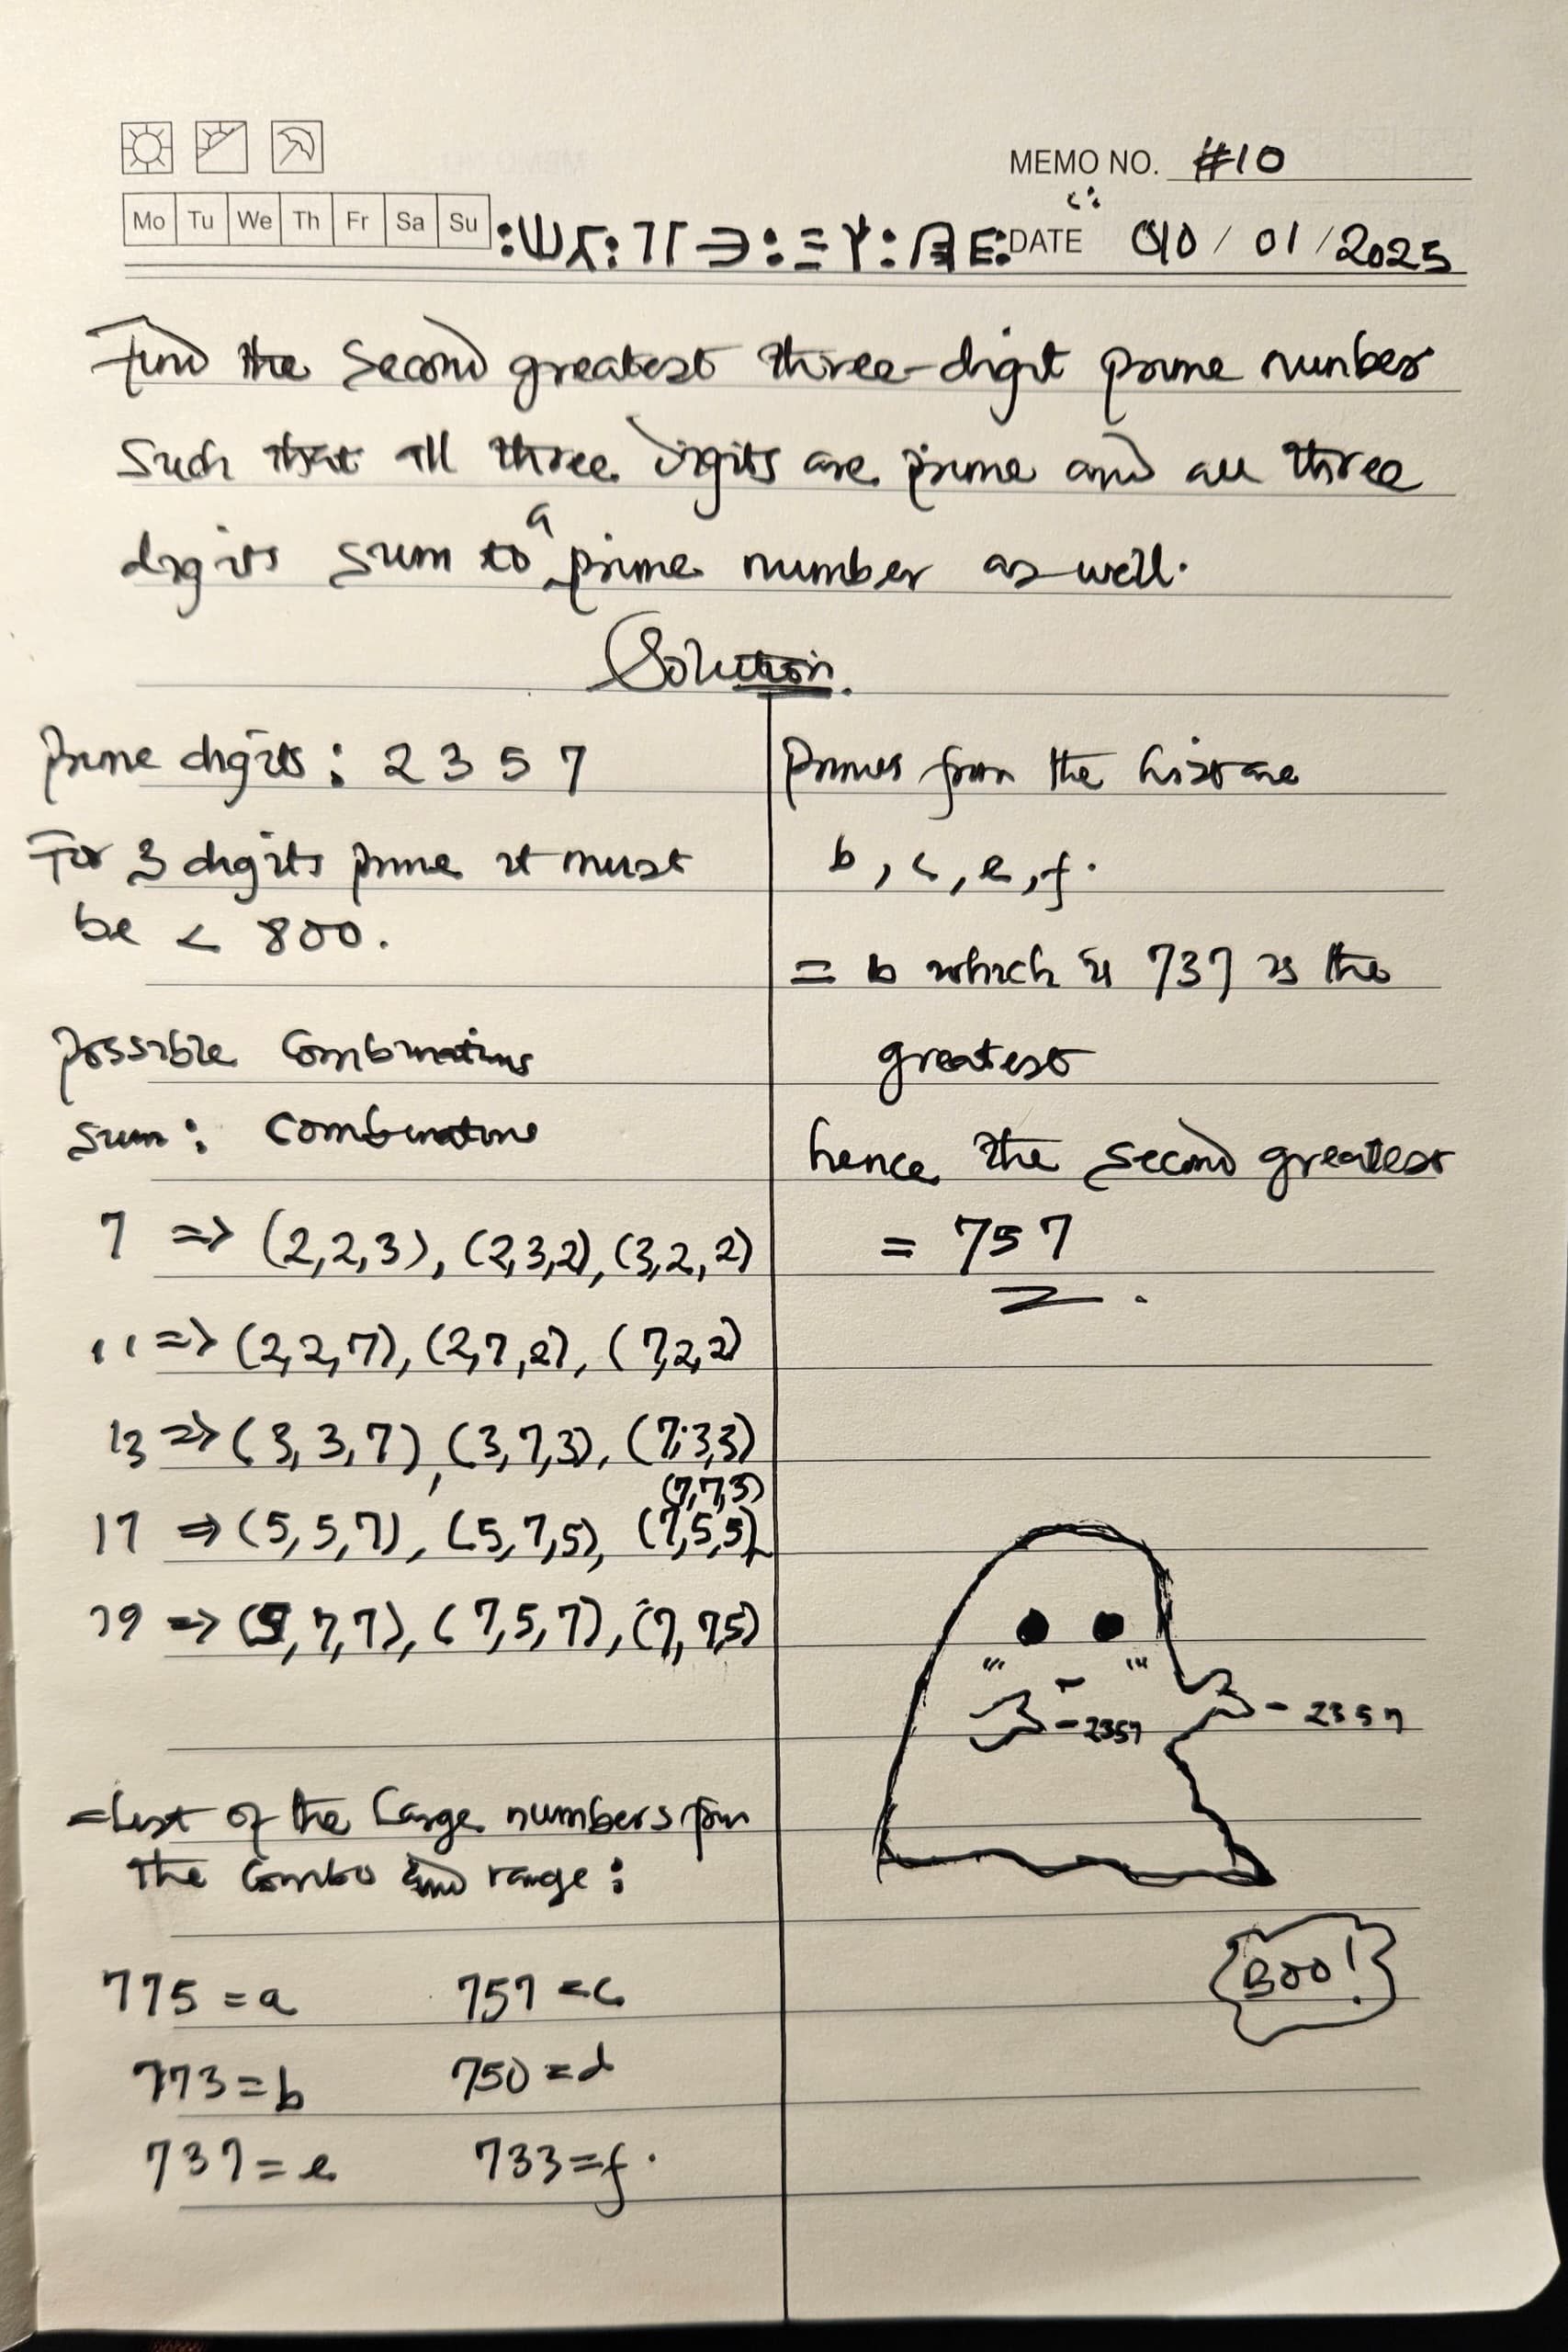 MEMO NO. #10
Mo Tu We Th Fr Sa Su
DATE 010 / 01 / 2025
Find the Second greatest three-digit prime number
Such that all three digits are prime and all three
digits sum to a prime number as well.
Solution.
Prime digits: 2 3 5 7
For 3 digits prime it must
be < 800.
possible Combinations
sum: Combinations
7 => (2,2,3), (2,3,2), (3,2,2)
11 => (2,2,7), (2,7,2), (7,2,2)
13 => (3,3,7), (3,7,3), (7,3,3)
(7,7,3)
17 => (5,5,7), (5,7,5), (7,5,5)
19 => (5,7,7), (7,5,7), (7,7,5)
=List of the Large numbers from
the Combo and range:
775 = a 757 = c
773 = b 750 = d
737 = e 733 = f.
Primes from the list are
b, c, e, f.
= b which is 737 is the
greatest
hence the second greatest
= 757
3 - 2357
3 - 2357
BOO!